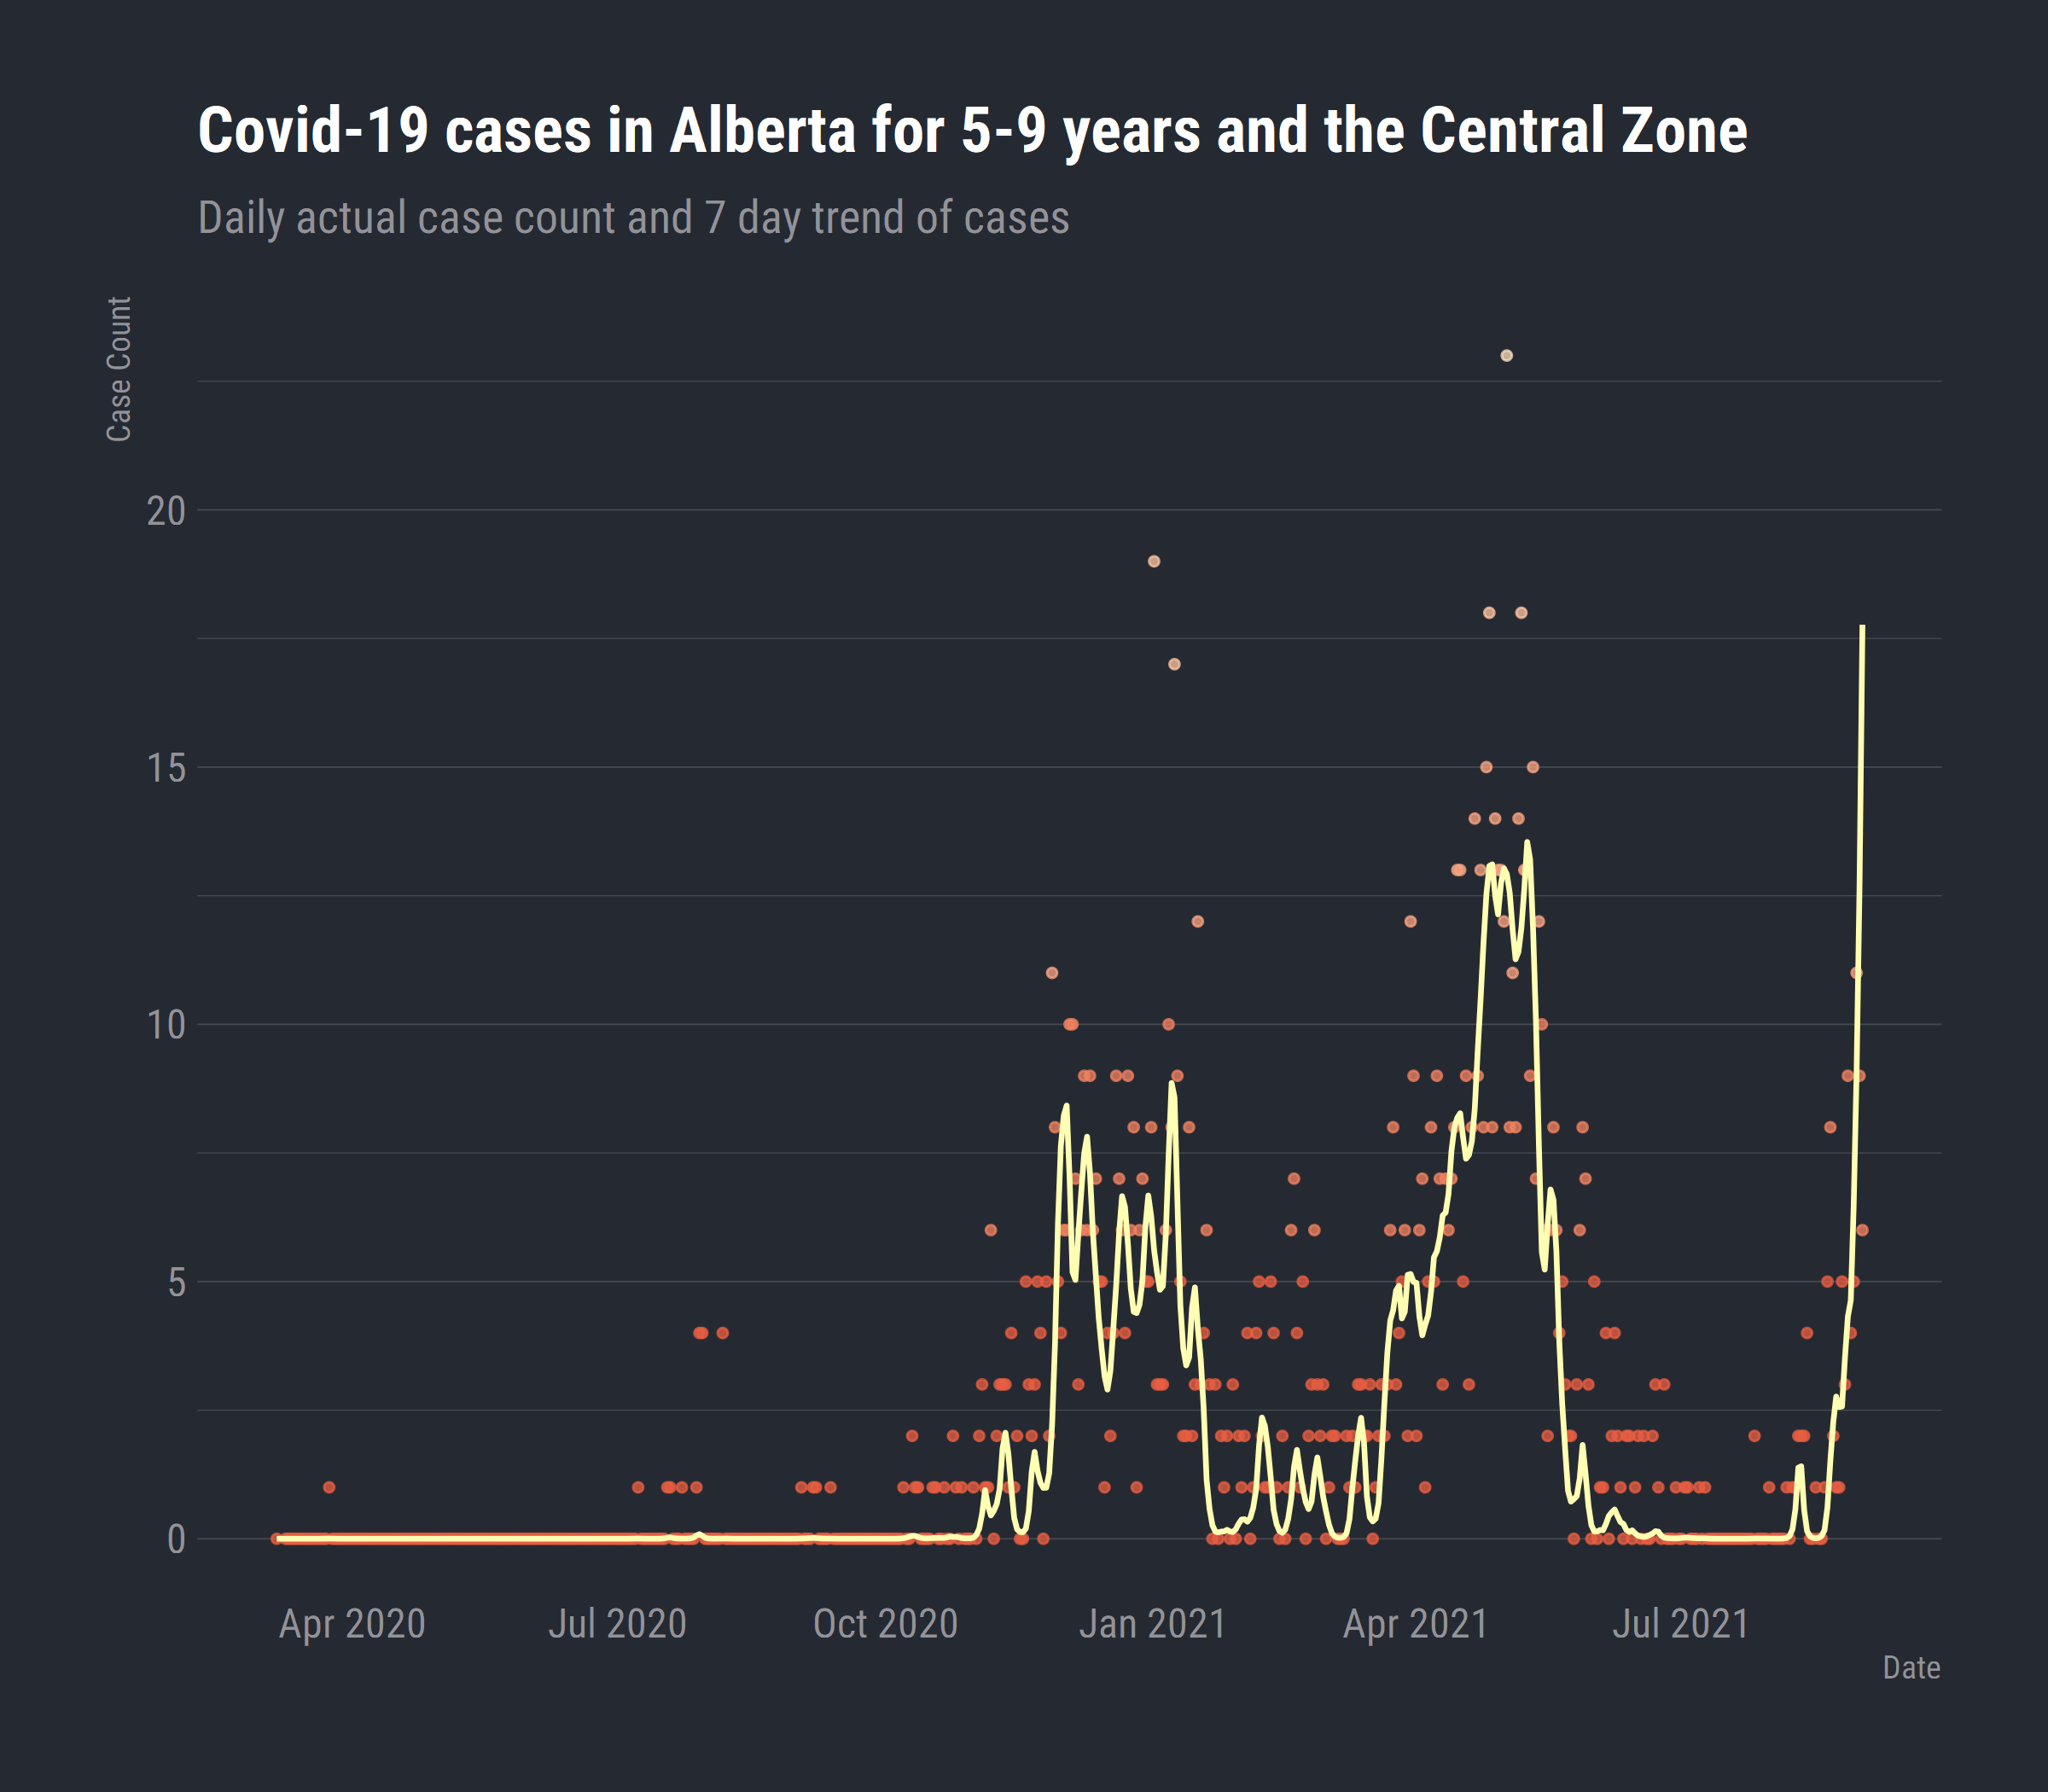 Covid-19 cases in Alberta for 5-9 years and the Central Zone
Daily actual case count and 7 day trend of cases
Case Count
20
15
10
5
0
Apr 2020
Jul 2020
Oct 2020
Jan 2021
Apr 2021
Jul 2021
Date